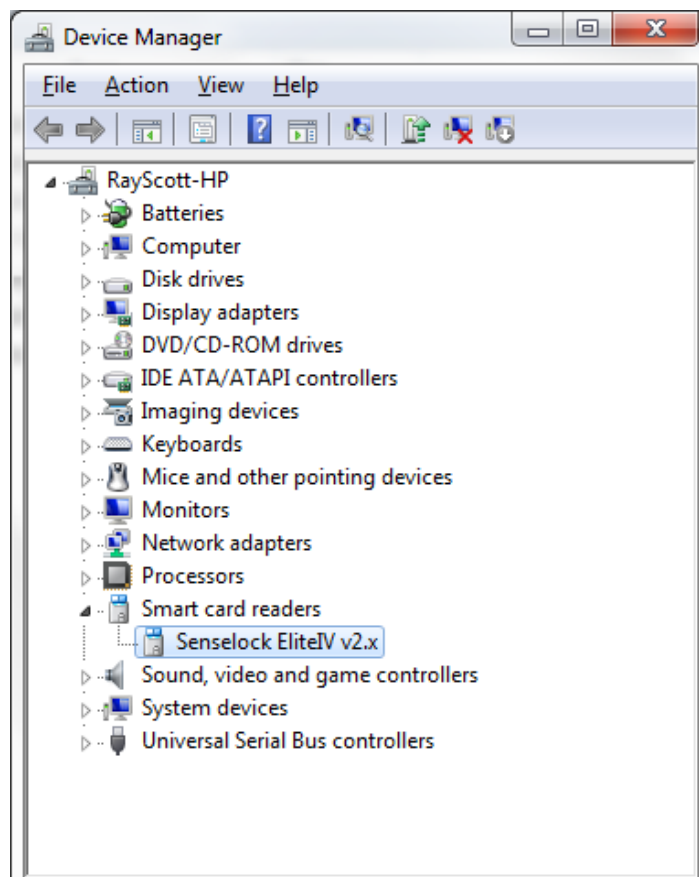 Device Manager
File Action View Help
RayScott-HP
Batteries
Computer
Disk drives
Display adapters
DVD/CD-ROM drives
IDE ATA/ATAPI controllers
Imaging devices
Keyboards
Mice and other pointing devices
Monitors
Network adapters
Processors
Smart card readers
Senselock EliteIV v2.x
Sound, video and game controllers
System devices
Universal Serial Bus controllers